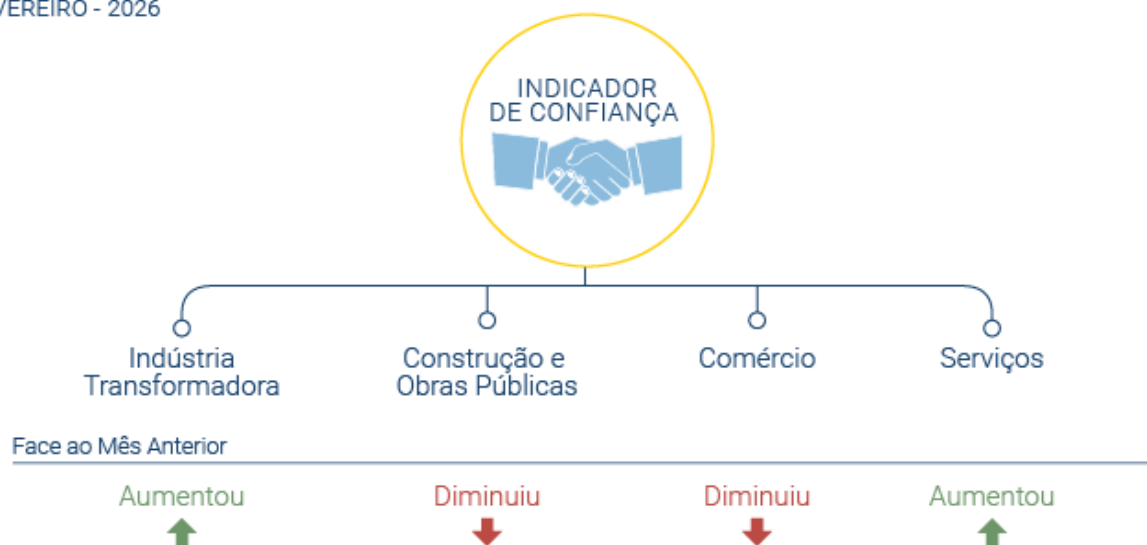 VEREIRO - 2026
INDICADOR
DE CONFIANÇA
Indústria
Transformadora
Construção e
Obras Públicas
Comércio
Serviços
Face ao Mês Anterior
Aumentou
Diminuiu
Diminuiu
Aumentou